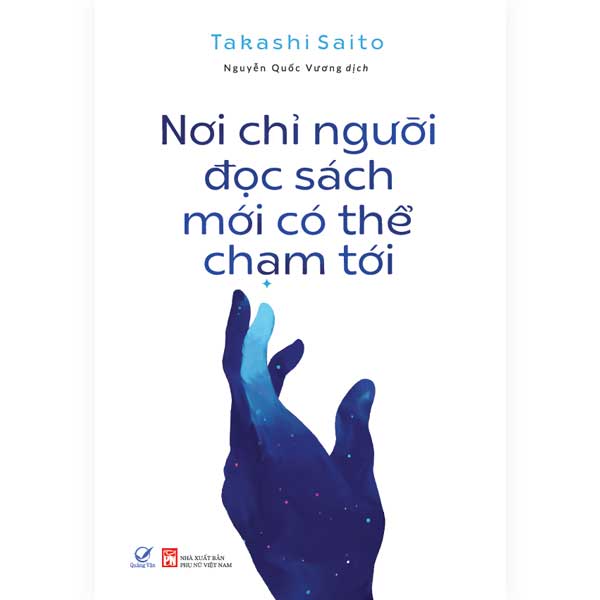 Takashi Saito
Nguyễn Quốc Vương dịch
Nơi chỉ người
đọc sách
mới có thể
chạm tới
Quảng Văn
NHÀ XUẤT BẢN
PHỤ NỮ VIỆT NAM